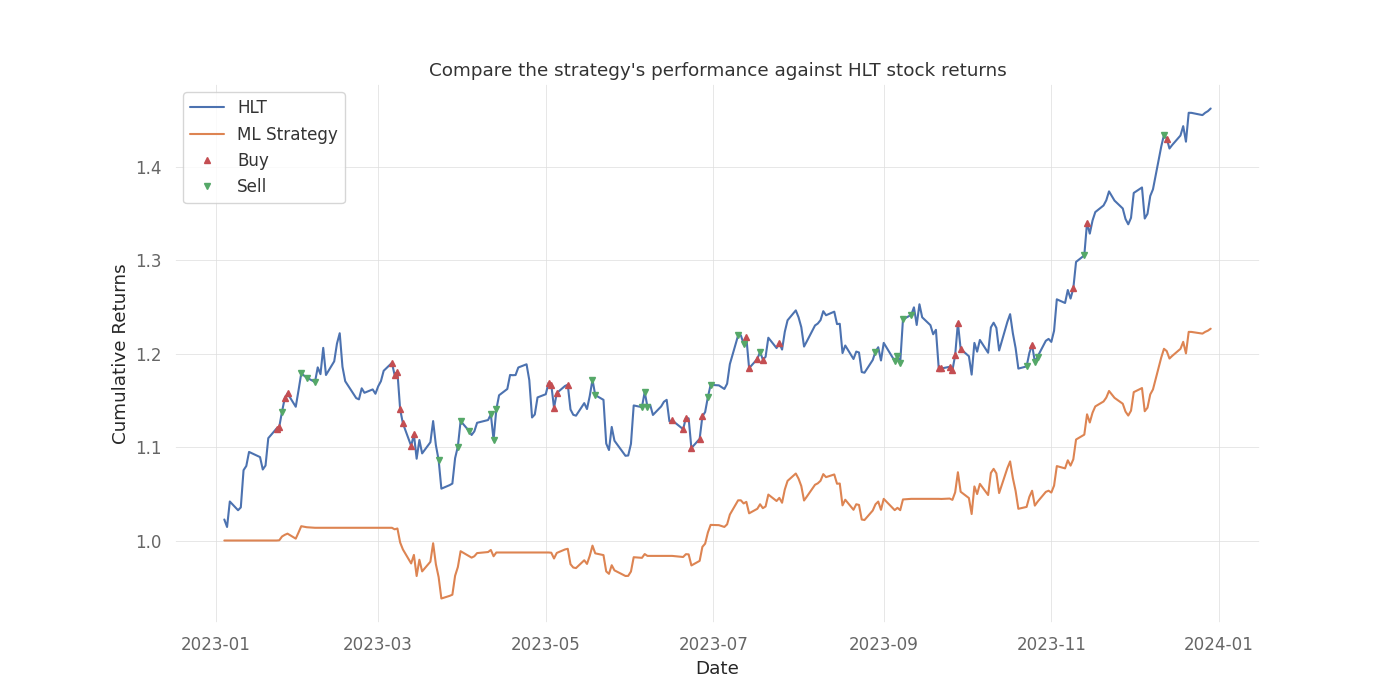 Compare the strategy's performance against HLT stock returns
HLT
ML Strategy
Buy
Sell
Cumulative Returns
1.4
1.3
1.2
1.1
1.0
2023-01 2023-03 2023-05 2023-07 2023-09 2023-11 2024-01
Date